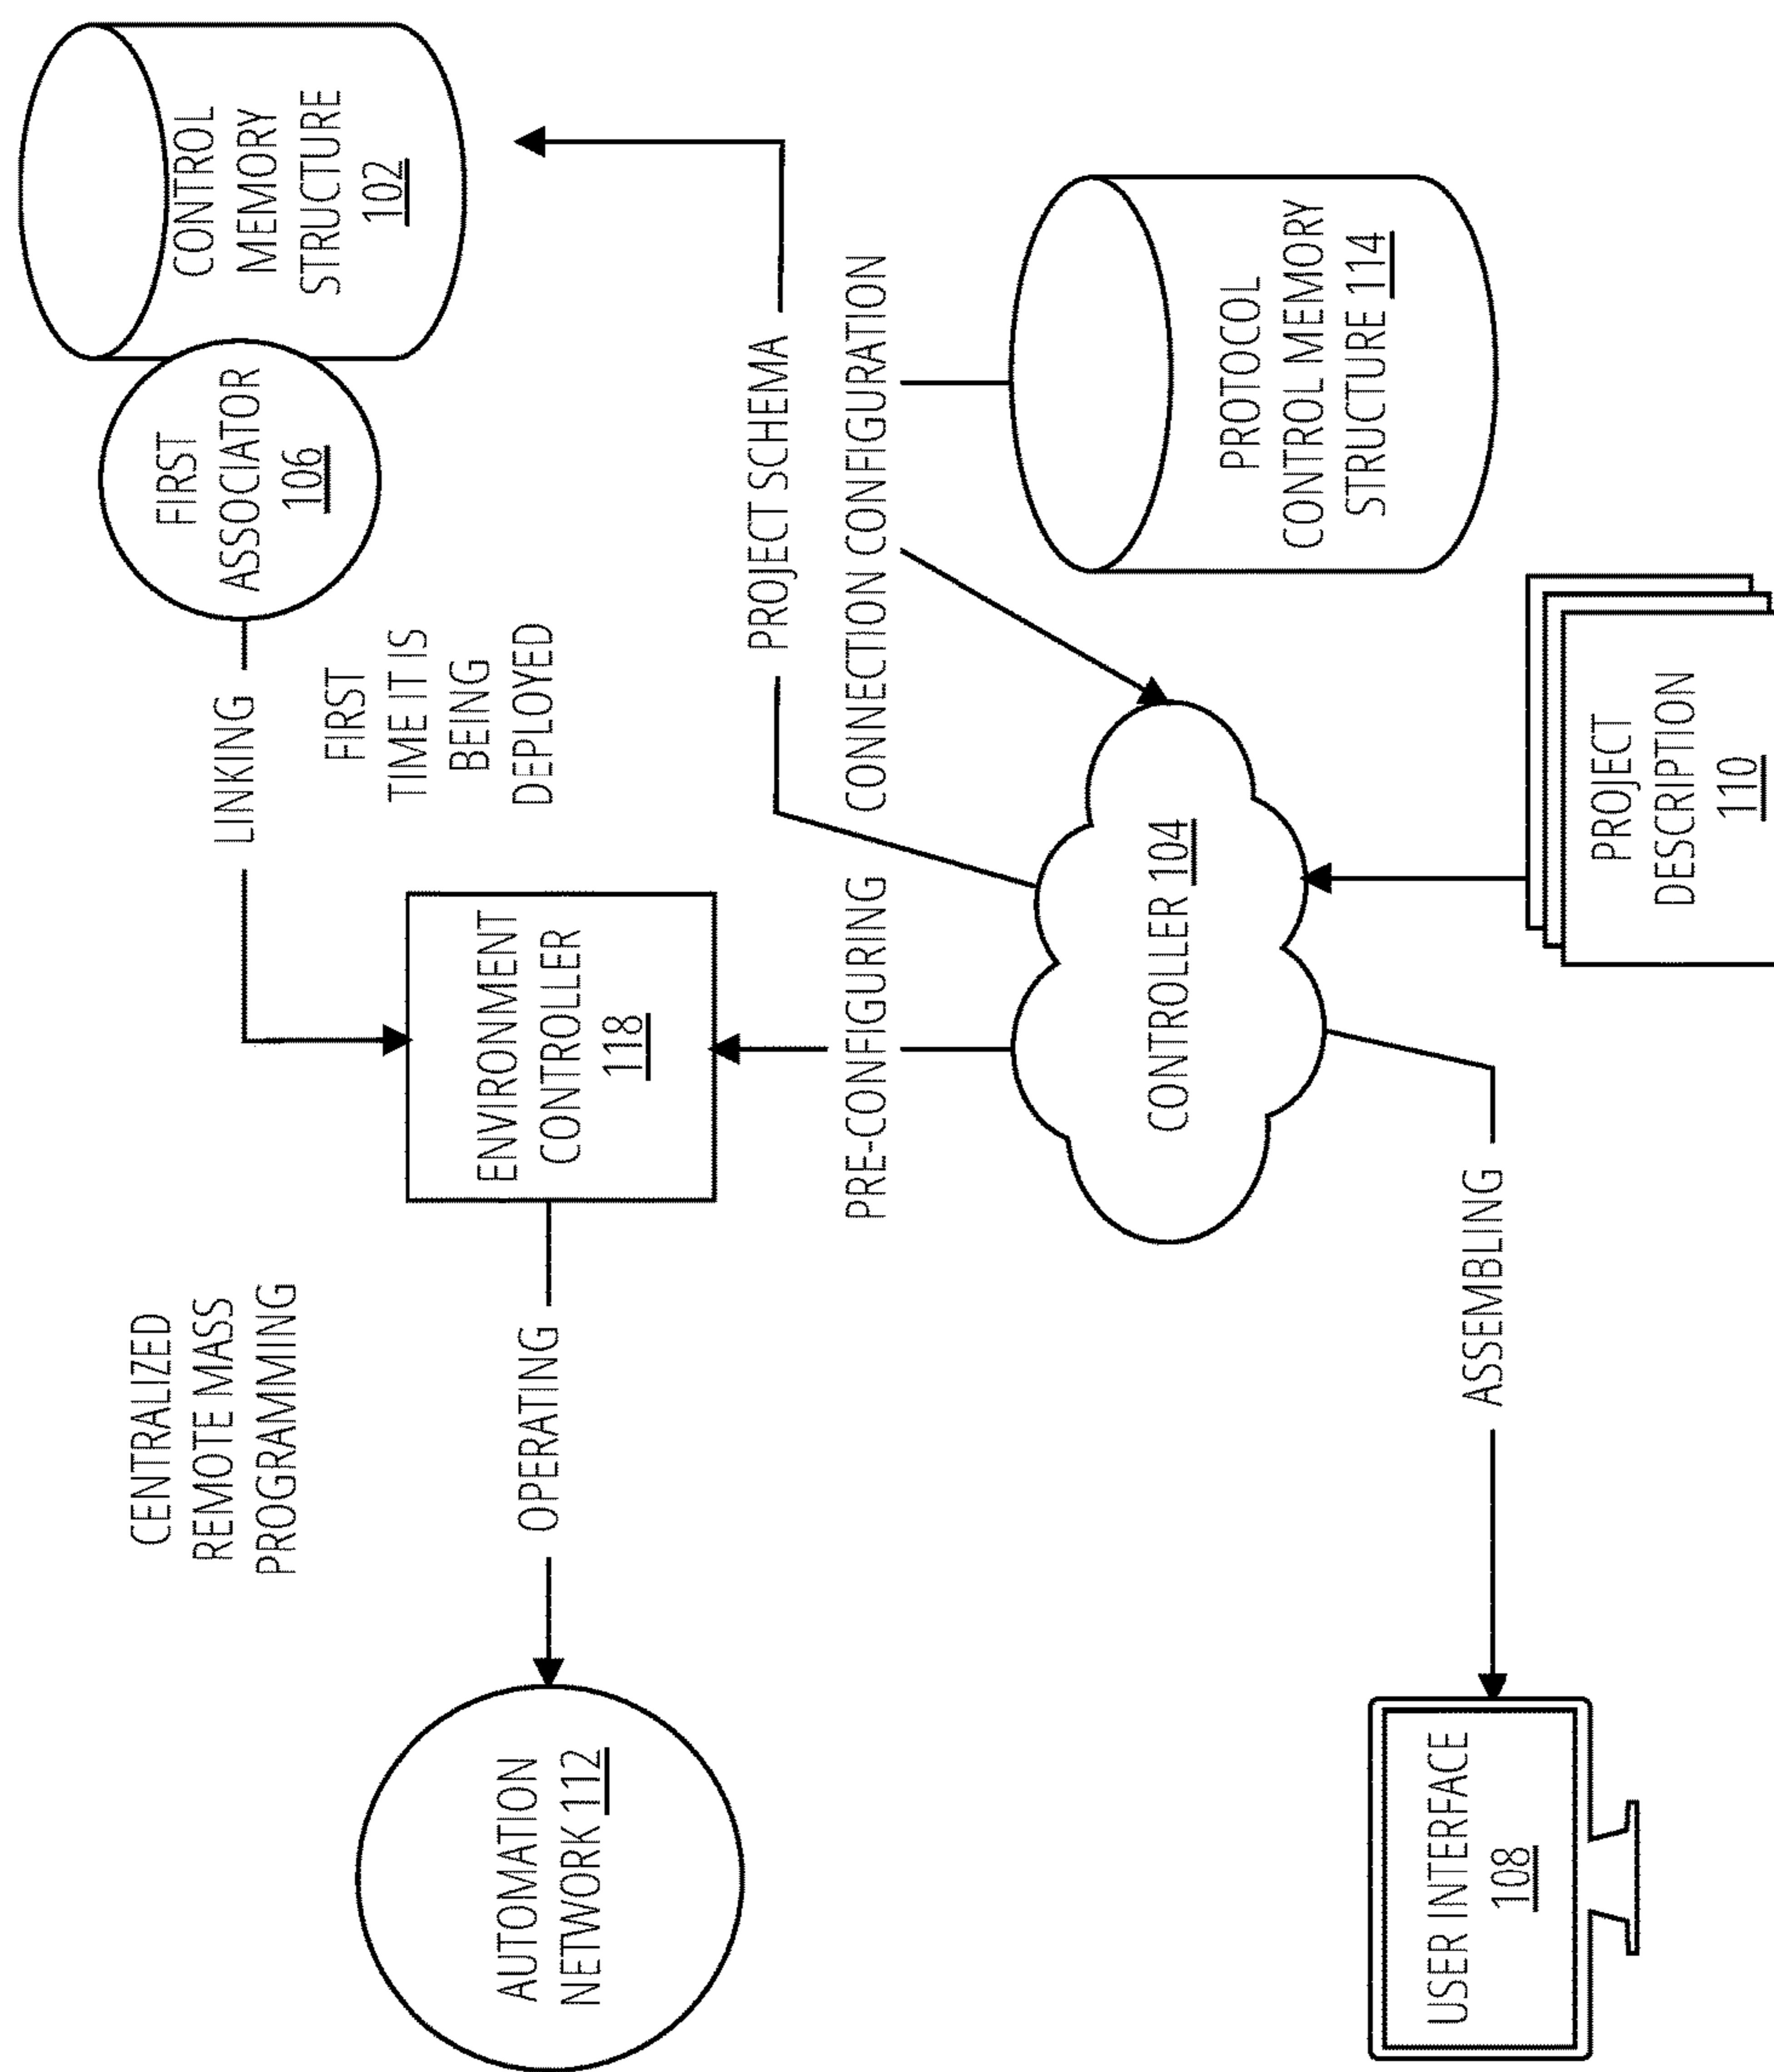 CENTRALIZED
REMOTE MASS
PROGRAMMING
LINKING
FIRST
ASSOCIATOR
106
CONTROL
MEMORY
STRUCTURE
102
FIRST
TIME IT IS
BEING
DEPLOYED
AUTOMATION
NETWORK 112
OPERATING
ENVIRONMENT
CONTROLLER
118
PROJECT SCHEMA
PRE-CONFIGURING
CONNECTION CONFIGURATION
CONTROLLER 104
PROTOCOL
CONTROL MEMORY
STRUCTURE 114
USER INTERFACE
108
ASSEMBLING
PROJECT
DESCRIPTION
110